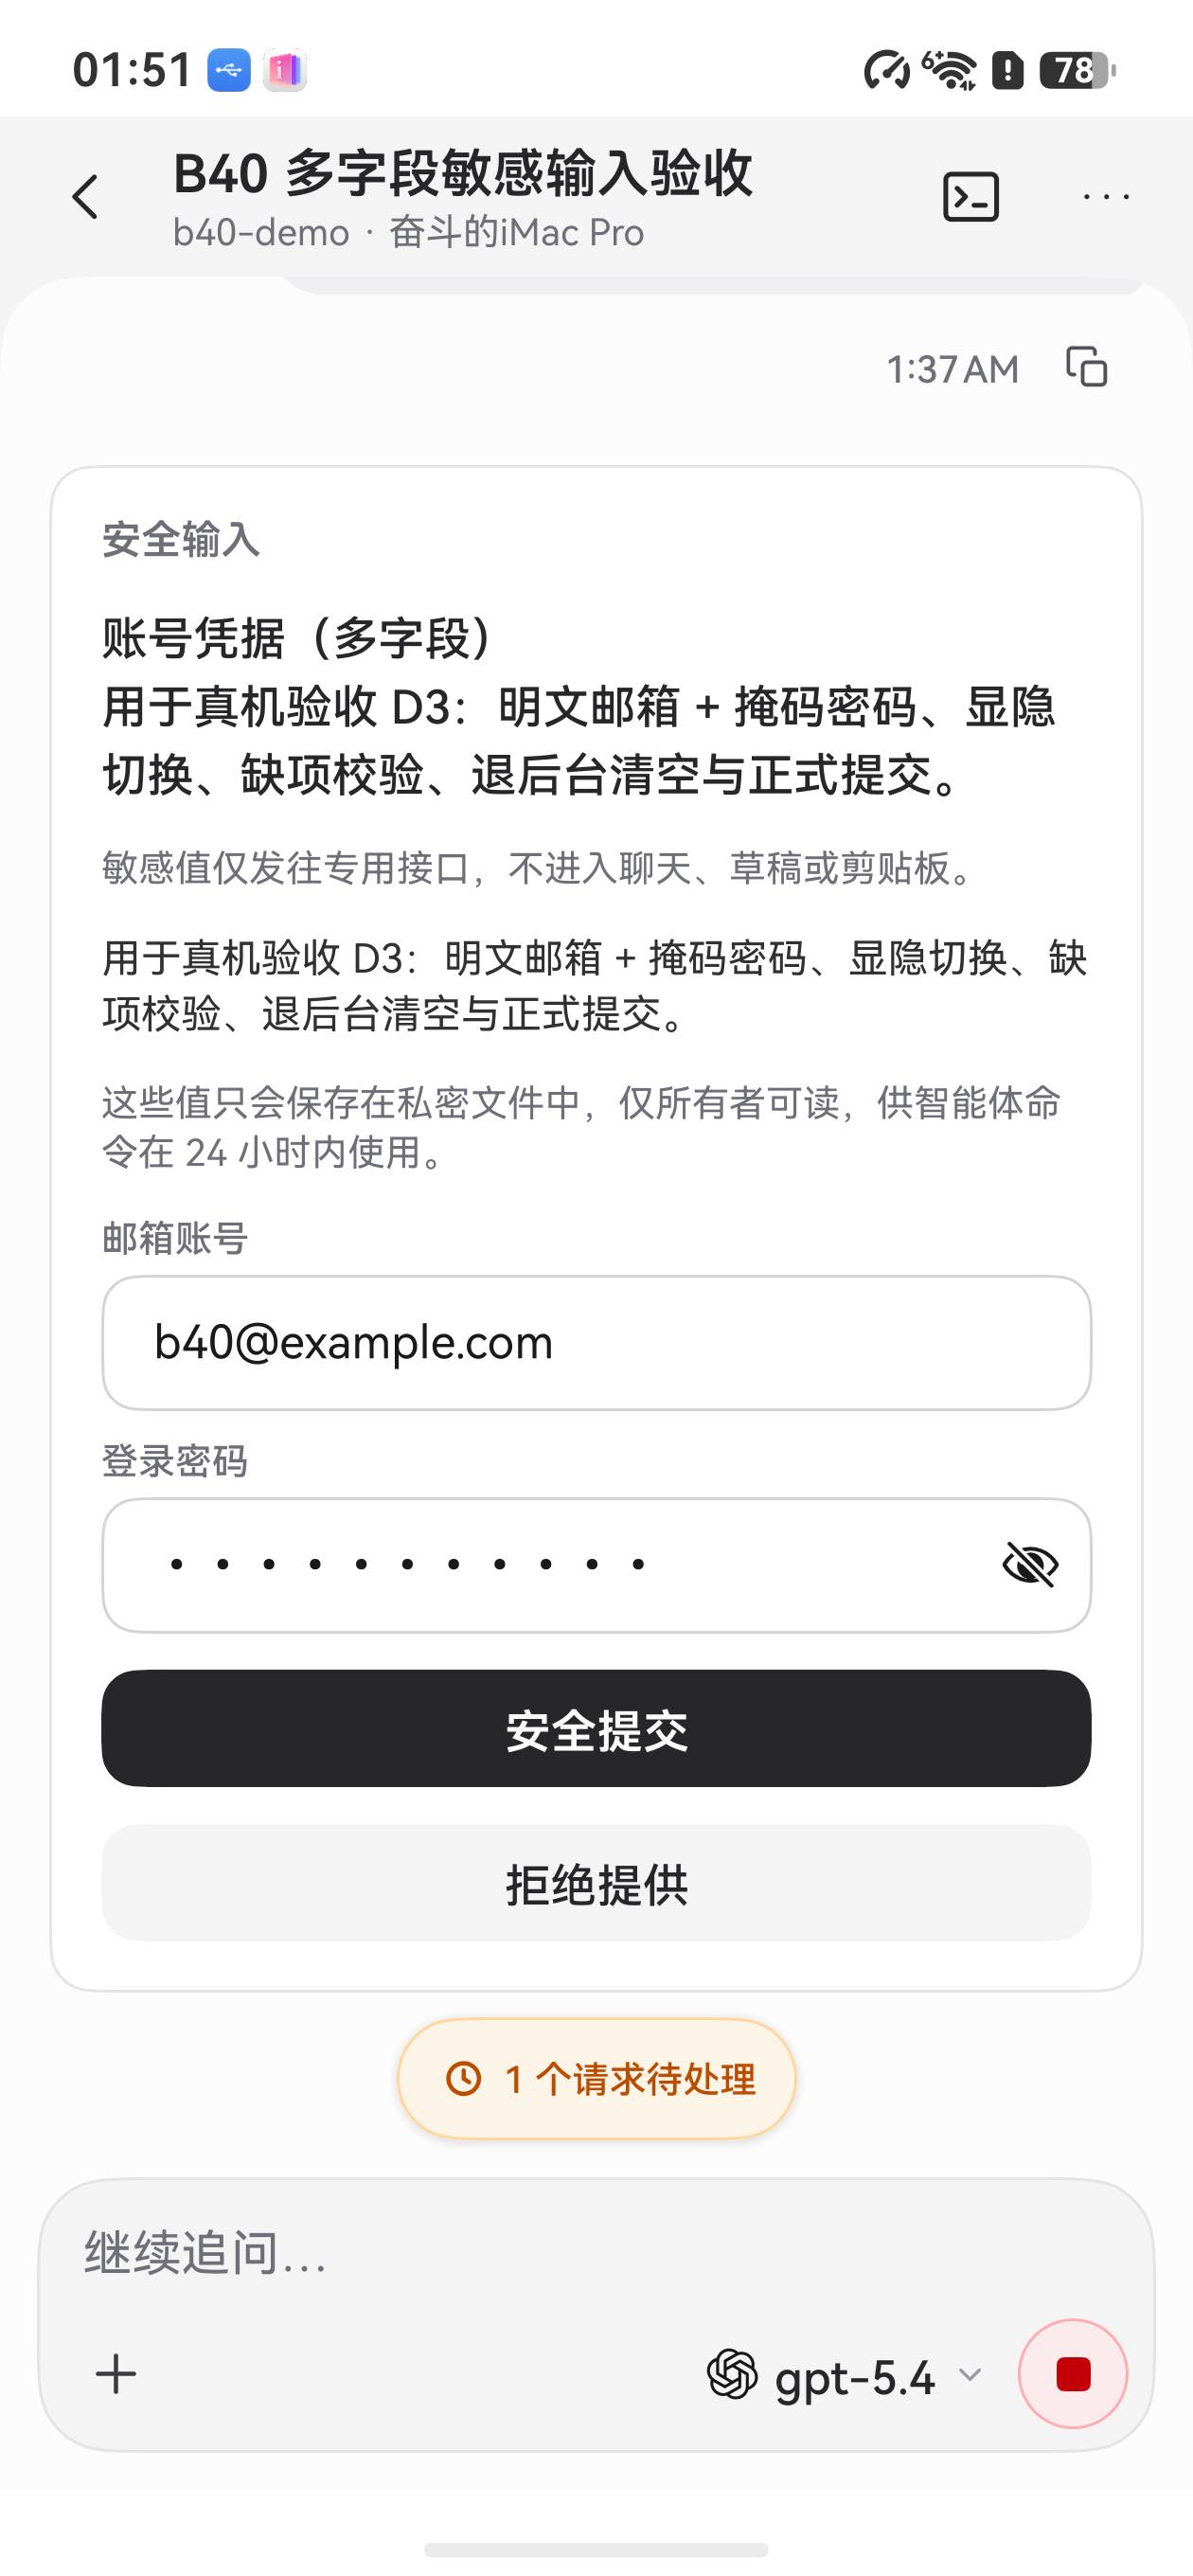 01:51
6+
78
B40 多字段敏感输入验收
b40-demo · 奋斗的iMac Pro
1:37 AM
安全输入
账号凭据（多字段）
用于真机验收 D3：明文邮箱 + 掩码密码、显隐
切换、缺项校验、退后台清空与正式提交。
敏感值仅发往专用接口，不进入聊天、草稿或剪贴板。
用于真机验收 D3：明文邮箱 + 掩码密码、显隐切换、缺
项校验、退后台清空与正式提交。
这些值只会保存在私密文件中，仅所有者可读，供智能体命
令在 24 小时内使用。
邮箱账号
b40@example.com
登录密码
• • • • • • • • • • •
安全提交
拒绝提供
1 个请求待处理
继续追问...
gpt-5.4